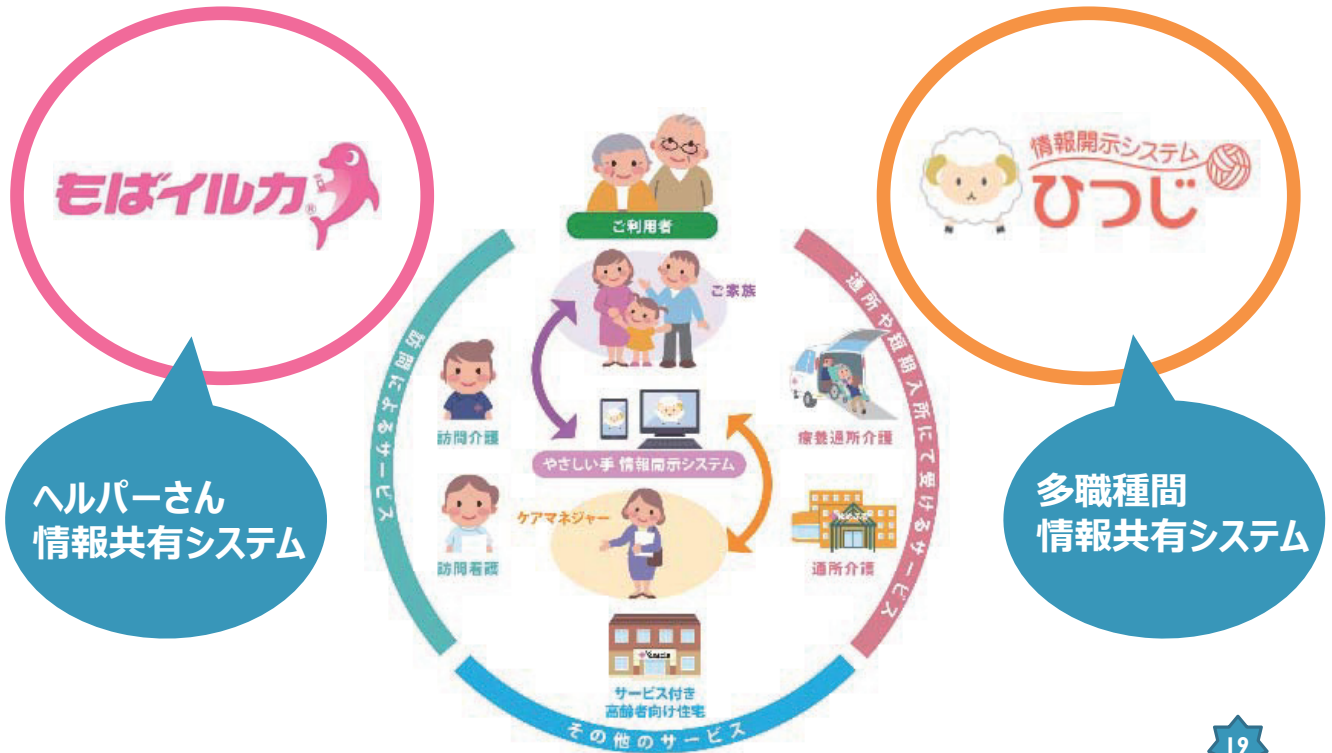 もばイルカ®
情報開示システム
ひつじ
ご利用者
ご家族
訪問によるサービス
通所や短期入所にて受けるサービス
訪問介護
療養通所介護
やさしい手 情報開示システム
ケアマネジャー
訪問看護
通所介護
ヘルパーさん
情報共有システム
多職種間
情報共有システム
サービス付き
高齢者向け住宅
その他のサービス
19